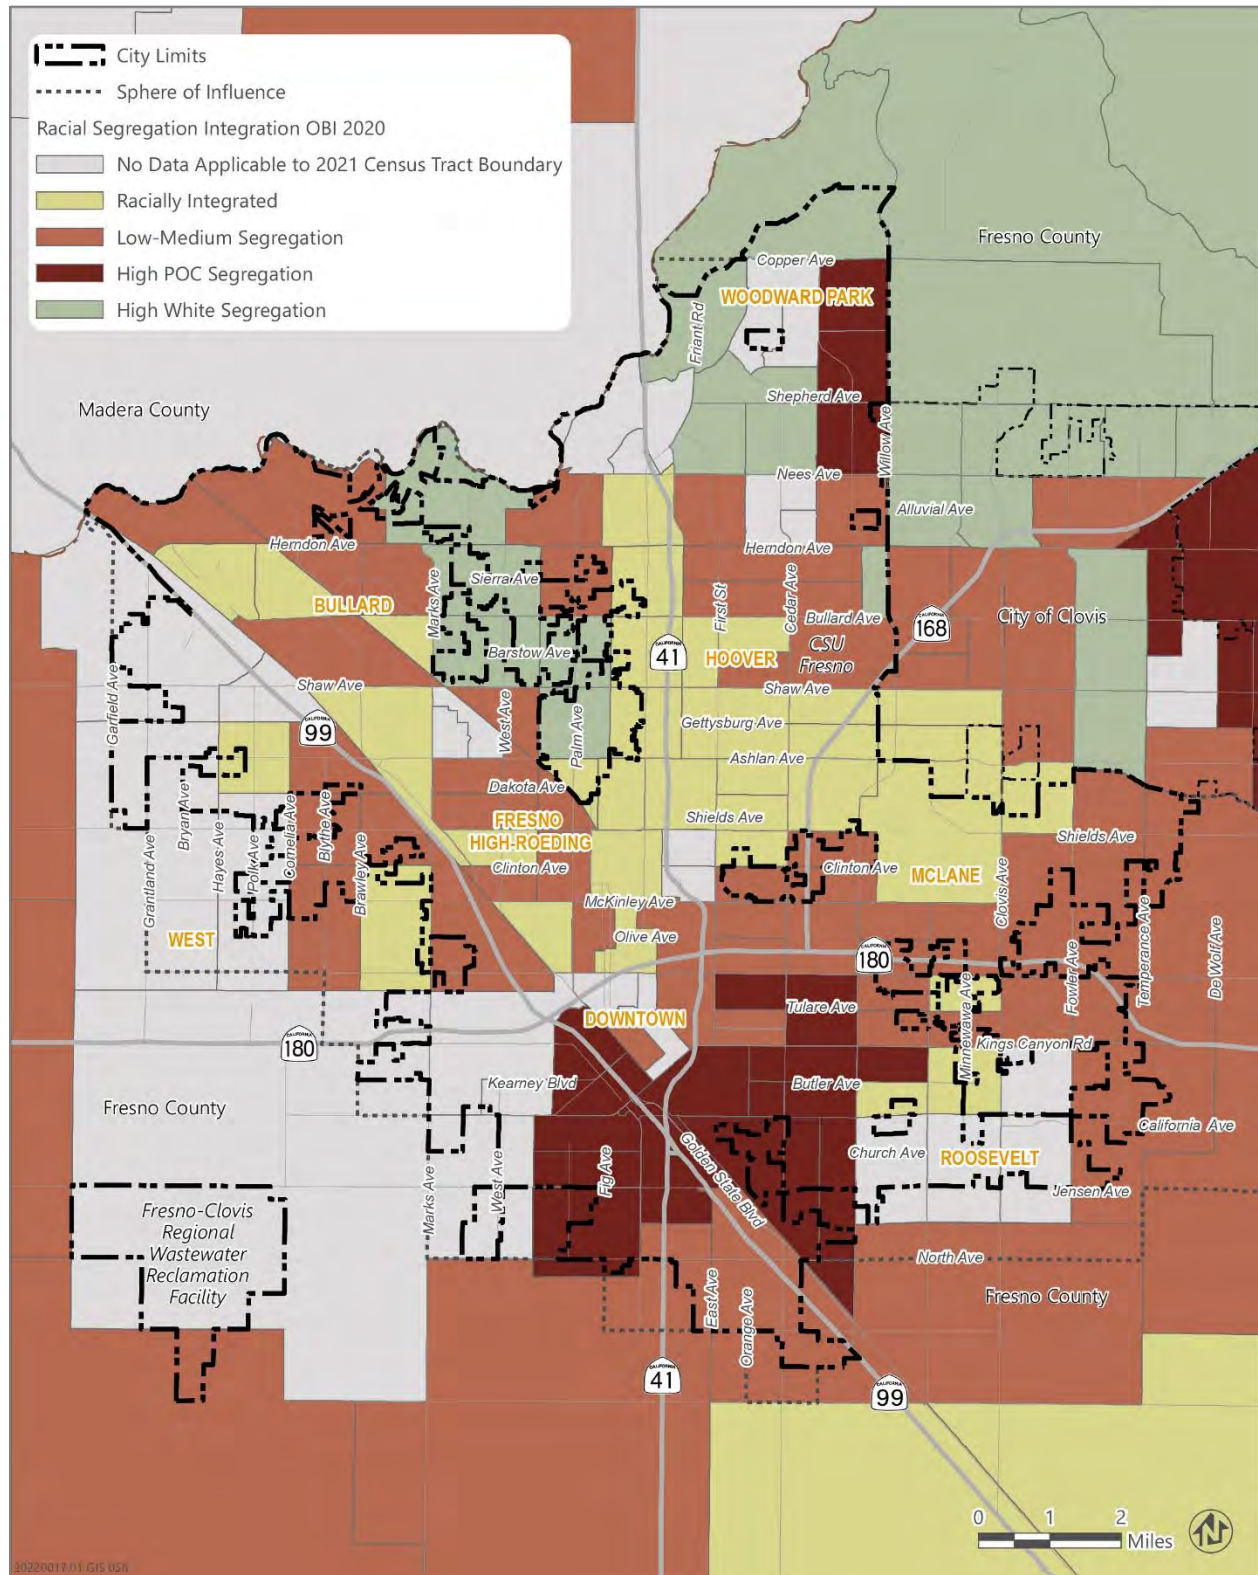 City Limits
Sphere of Influence
Racial Segregation Integration OBI 2020
No Data Applicable to 2021 Census Tract Boundary
Racially Integrated
Low-Medium Segregation
High POC Segregation
High White Segregation
Fresno County
Copper Ave
WOODWARD PARK
Friant Rd
Madera County
Shepherd Ave
Willow Ave
Nees Ave
Alluvial Ave
Herndon Ave
Herndon Ave
Sierra Ave
Marks Ave
BULLARD
First St
Cedar Ave
Bullard Ave
CALIFORNIA
168
City of Clovis
Barstow Ave
CALIFORNIA
41
HOOVER
CSU
Fresno
Garfield Ave
Shaw Ave
Shaw Ave
CALIFORNIA
99
West Ave
Palm Ave
Gettysburg Ave
Ashlan Ave
Dakota Ave
Bryan Ave
Grantland Ave
Hayes Ave
Polk Ave
Cornelia Ave
Blythe Ave
Brawley Ave
FRESNO
HIGH-ROEDING
Shields Ave
Shields Ave
Clinton Ave
Clinton Ave
MCLANE
Clovis Ave
McKinley Ave
WEST
Olive Ave
CALIFORNIA
180
Fowler Ave
Temperance Ave
De Wolf Ave
Minnewawa Ave
Tulare Ave
DOWNTOWN
CALIFORNIA
180
Kings Canyon Rd
Kearney Blvd
Butler Ave
Fresno County
California Ave
Church Ave
ROOSEVELT
Marks Ave
West Ave
Fig Ave
Golden State Blvd
Jensen Ave
Fresno-Clovis
Regional
Wastewater
Reclamation
Facility
North Ave
East Ave
Orange Ave
Fresno County
CALIFORNIA
41
CALIFORNIA
99
0 1 2
Miles
N